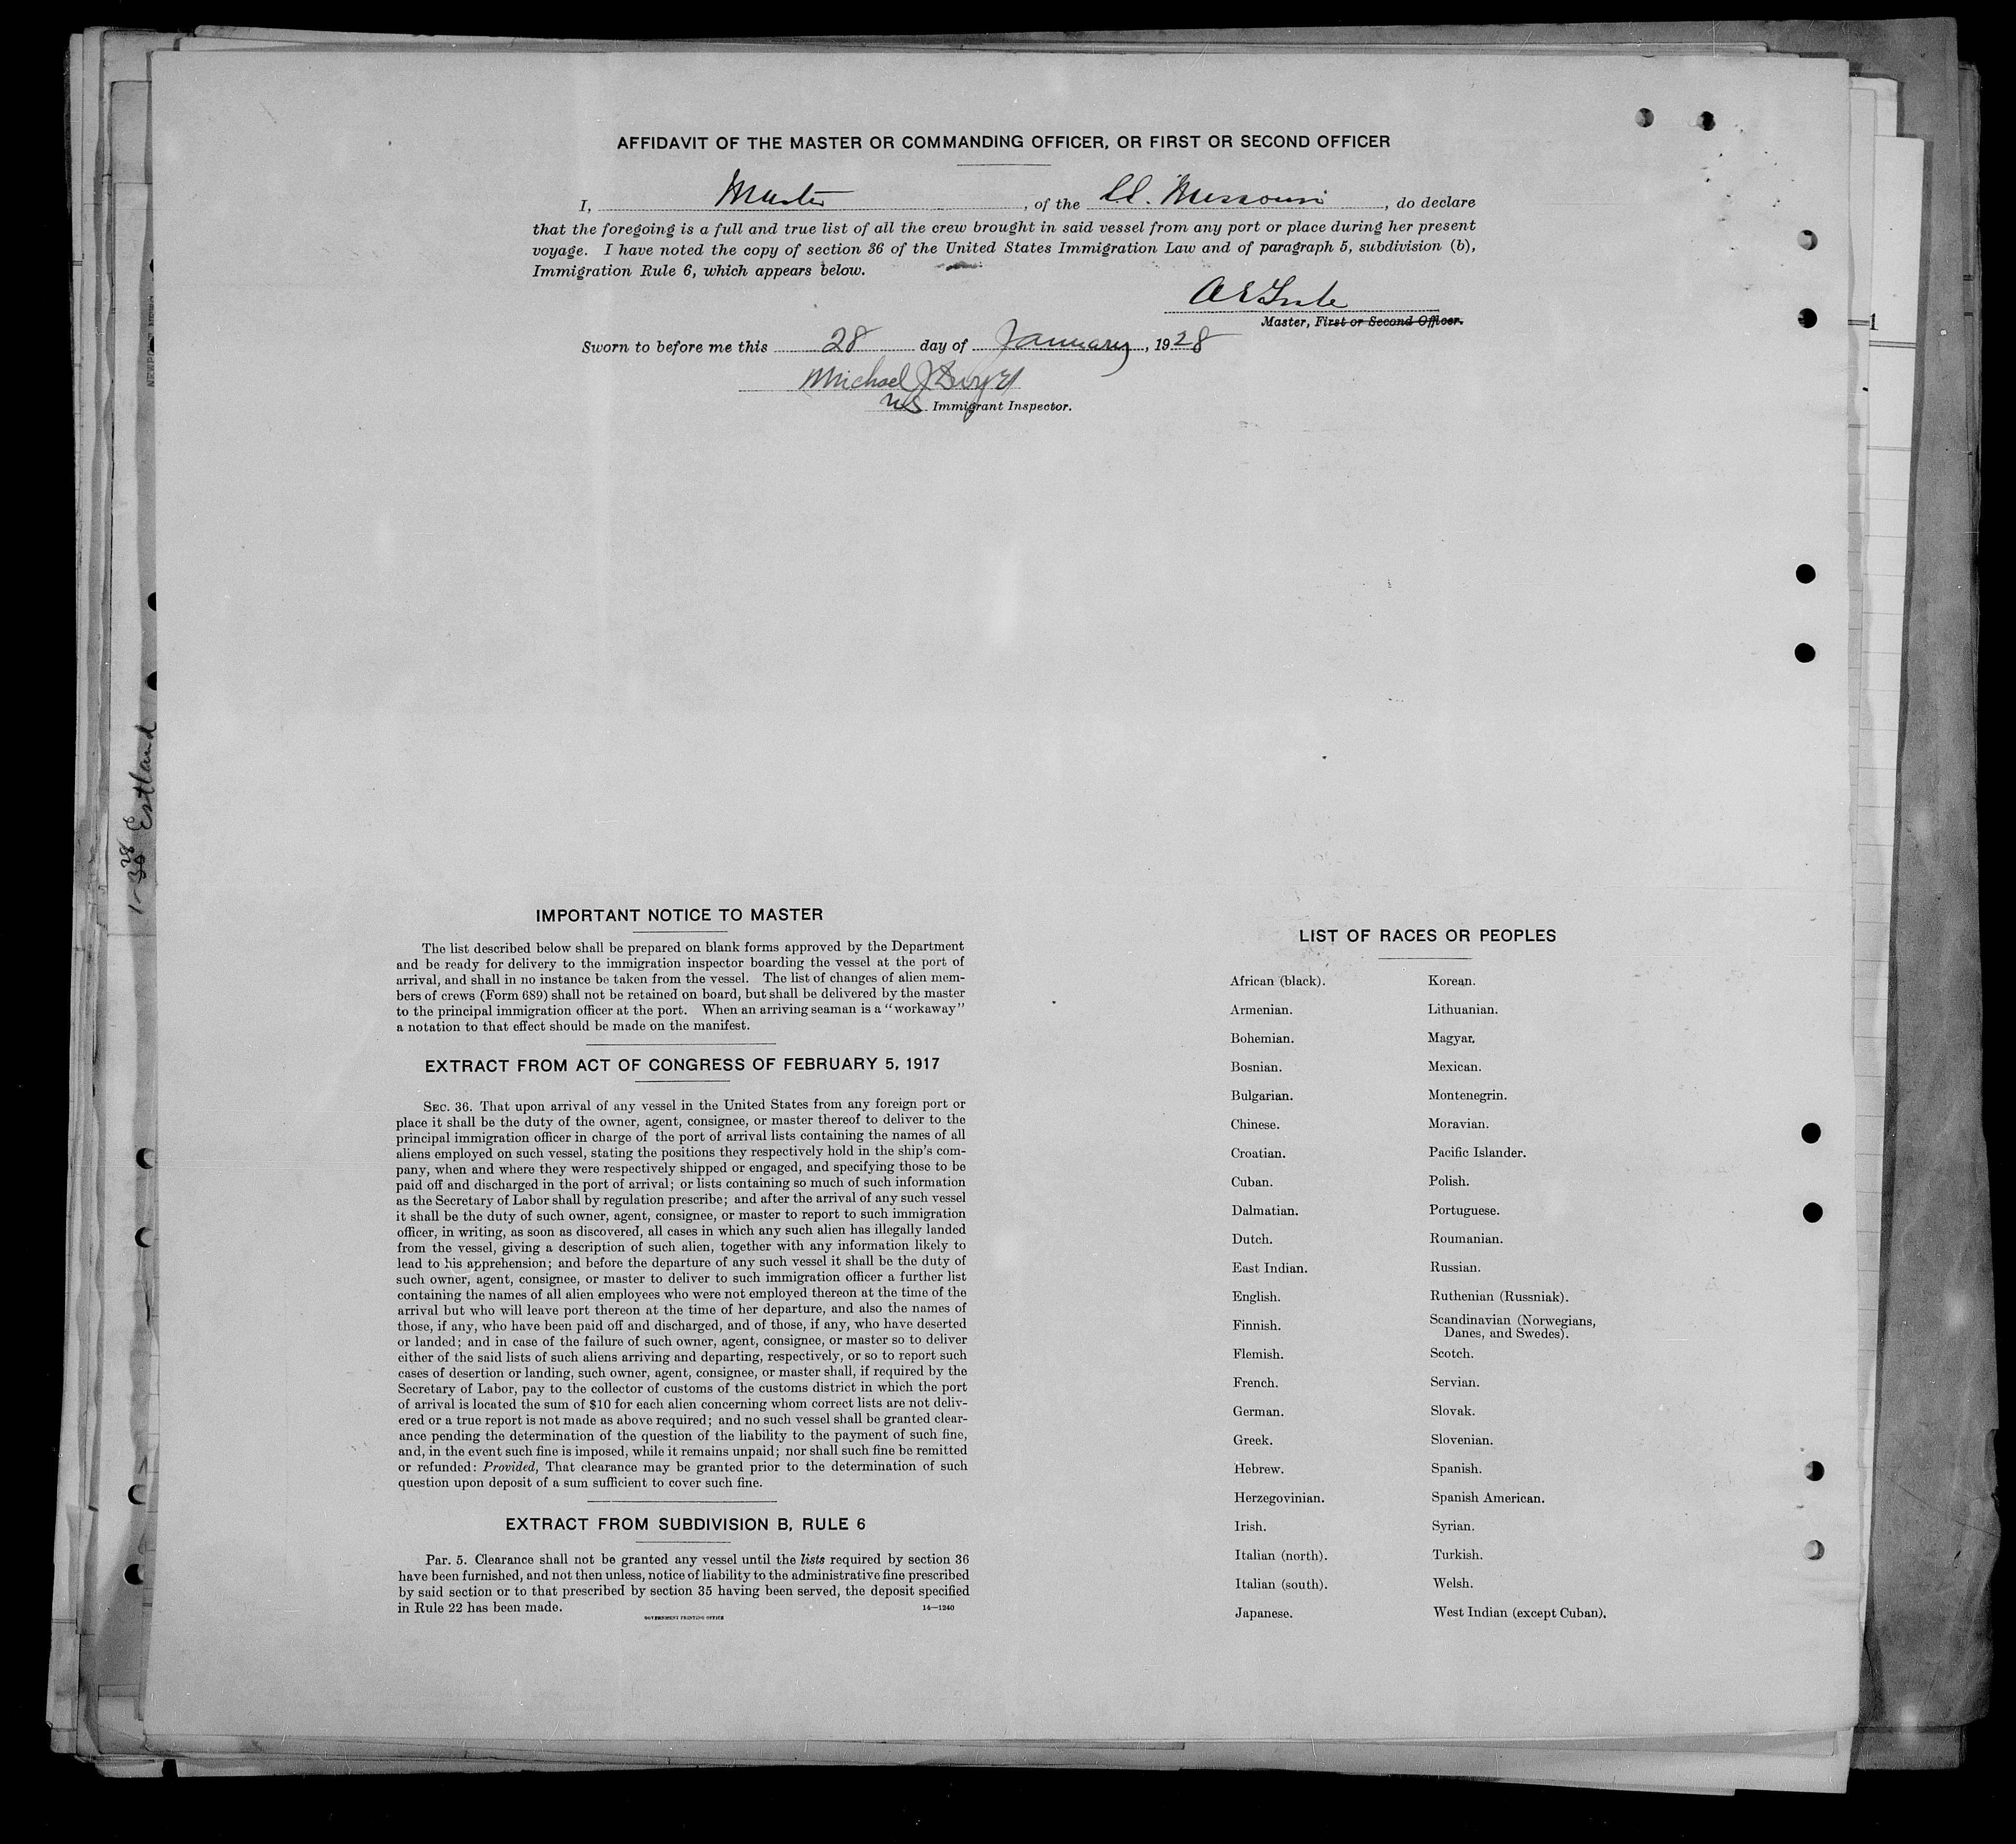 AFFIDAVIT OF THE MASTER OR COMMANDING OFFICER, OR FIRST OR SECOND OFFICER
I, Master, of the SS. Missouri, do declare
that the foregoing is a full and true list of all the crew brought in said vessel from any port or place during her present
voyage. I have noted the copy of section 36 of the United States Immigration Law and of paragraph 5, subdivision (b),
Immigration Rule 6, which appears below.
Master, First or Second Officer.
Sworn to before me this 28 day of January, 1928
Michael J
US Immigrant Inspector.
1-30 28 Estland
IMPORTANT NOTICE TO MASTER
The list described below shall be prepared on blank forms approved by the Department
and be ready for delivery to the immigration inspector boarding the vessel at the port of
arrival, and shall in no instance be taken from the vessel. The list of changes of alien mem-
bers of crews (Form 689) shall not be retained on board, but shall be delivered by the master
to the principal immigration officer at the port. When an arriving seaman is a "workaway"
a notation to that effect should be made on the manifest.
EXTRACT FROM ACT OF CONGRESS OF FEBRUARY 5, 1917
SEC. 36. That upon arrival of any vessel in the United States from any foreign port or
place it shall be the duty of the owner, agent, consignee, or master thereof to deliver to the
principal immigration officer in charge of the port of arrival lists containing the names of all
aliens employed on such vessel, stating the positions they respectively hold in the ship's com-
pany, when and where they were respectively shipped or engaged, and specifying those to be
paid off and discharged in the port of arrival; or lists containing so much of such information
as the Secretary of Labor shall by regulation prescribe; and after the arrival of any such vessel
it shall be the duty of such owner, agent, consignee, or master to report to such immigration
officer, in writing, as soon as discovered, all cases in which any such alien has illegally landed
from the vessel, giving a description of such alien, together with any information likely to
lead to his apprehension; and before the departure of any such vessel it shall be the duty of
such owner, agent, consignee, or master to deliver to such immigration officer a further list
containing the names of all alien employees who were not employed thereon at the time of the
arrival but who will leave port thereon at the time of her departure, and also the names of
those, if any, who have been paid off and discharged, and of those, if any, who have deserted
or landed; and in case of the failure of such owner, agent, consignee, or master so to deliver
either of the said lists of such aliens arriving and departing, respectively, or so to report such
cases of desertion or landing, such owner, agent, consignee, or master shall, if required by the
Secretary of Labor, pay to the collector of customs of the customs district in which the port
of arrival is located the sum of $10 for each alien concerning whom correct lists are not deliv-
ered or a true report is not made as above required; and no such vessel shall be granted clear-
ance pending the determination of the question of the liability to the payment of such fine,
and, in the event such fine is imposed, while it remains unpaid; nor shall such fine be remitted
or refunded: Provided, That clearance may be granted prior to the determination of such
question upon deposit of a sum sufficient to cover such fine.
EXTRACT FROM SUBDIVISION B, RULE 6
Par. 5. Clearance shall not be granted any vessel until the lists required by section 36
have been furnished, and not then unless, notice of liability to the administrative fine prescribed
by said section or to that prescribed by section 35 having been served, the deposit specified
in Rule 22 has been made.
14—1240
GOVERNMENT PRINTING OFFICE
LIST OF RACES OR PEOPLES
African (black).
Armenian.
Bohemian.
Bosnian.
Bulgarian.
Chinese.
Croatian.
Cuban.
Dalmatian.
Dutch.
East Indian.
English.
Finnish.
Flemish.
French.
German.
Greek.
Hebrew.
Herzegovinian.
Irish.
Italian (north).
Italian (south).
Japanese.
Korean.
Lithuanian.
Magyar.
Mexican.
Montenegrin.
Moravian.
Pacific Islander.
Polish.
Portuguese.
Roumanian.
Russian.
Ruthenian (Russniak).
Scandinavian (Norwegians,
Danes, and Swedes).
Scotch.
Servian.
Slovak.
Slovenian.
Spanish.
Spanish American.
Syrian.
Turkish.
Welsh.
West Indian (except Cuban).